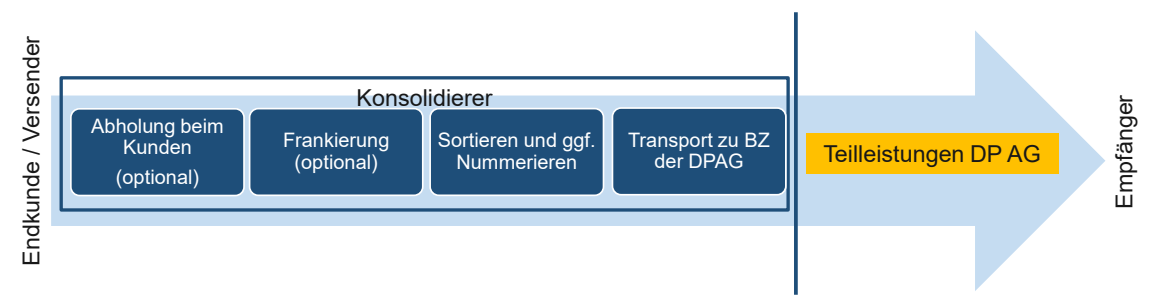 Endkunde / Versender
Konsolidierer
Abholung beim
Kunden
(optional)
Frankierung
(optional)
Sortieren und ggf.
Nummerieren
Transport zu BZ
der DPAG
Teilleistungen DP AG
Empfänger